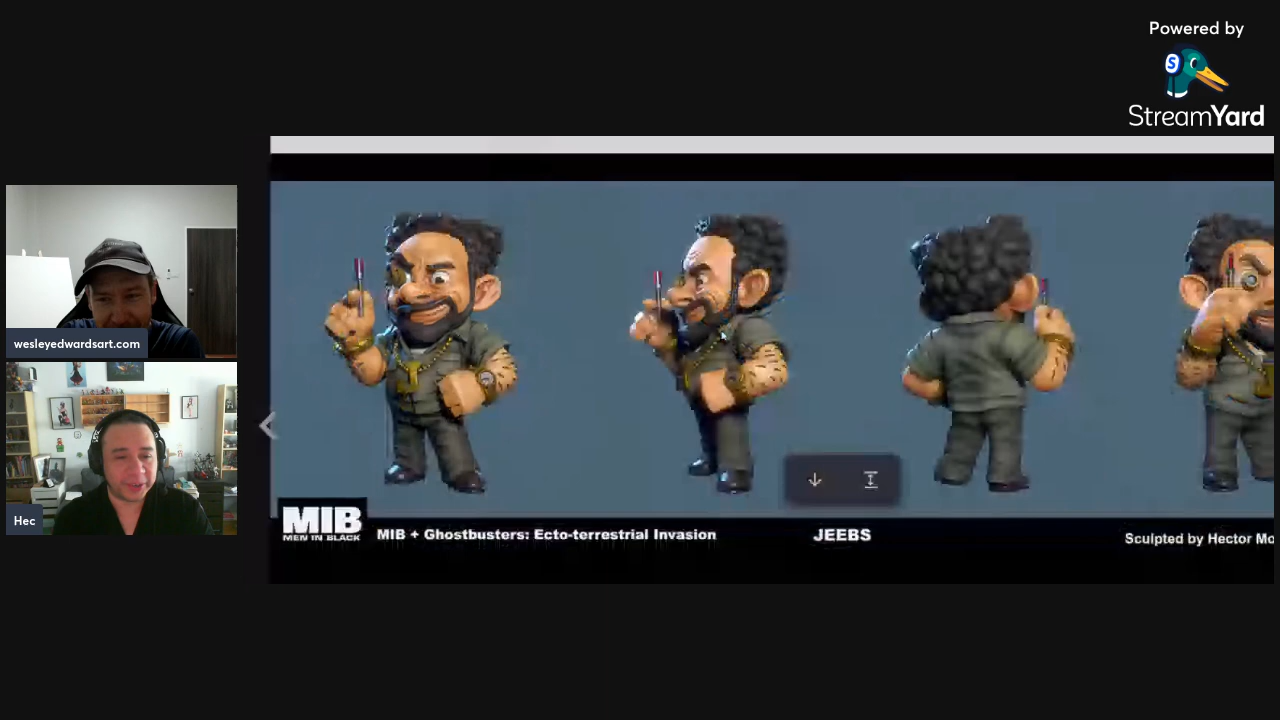 Powered by
StreamYard
wesleyedwardsart.com
Hec
MIB
MEN IN BLACK
MIB + Ghostbusters: Ecto-terrestrial Invasion
JEEBS
Sculpted by Hector Mo